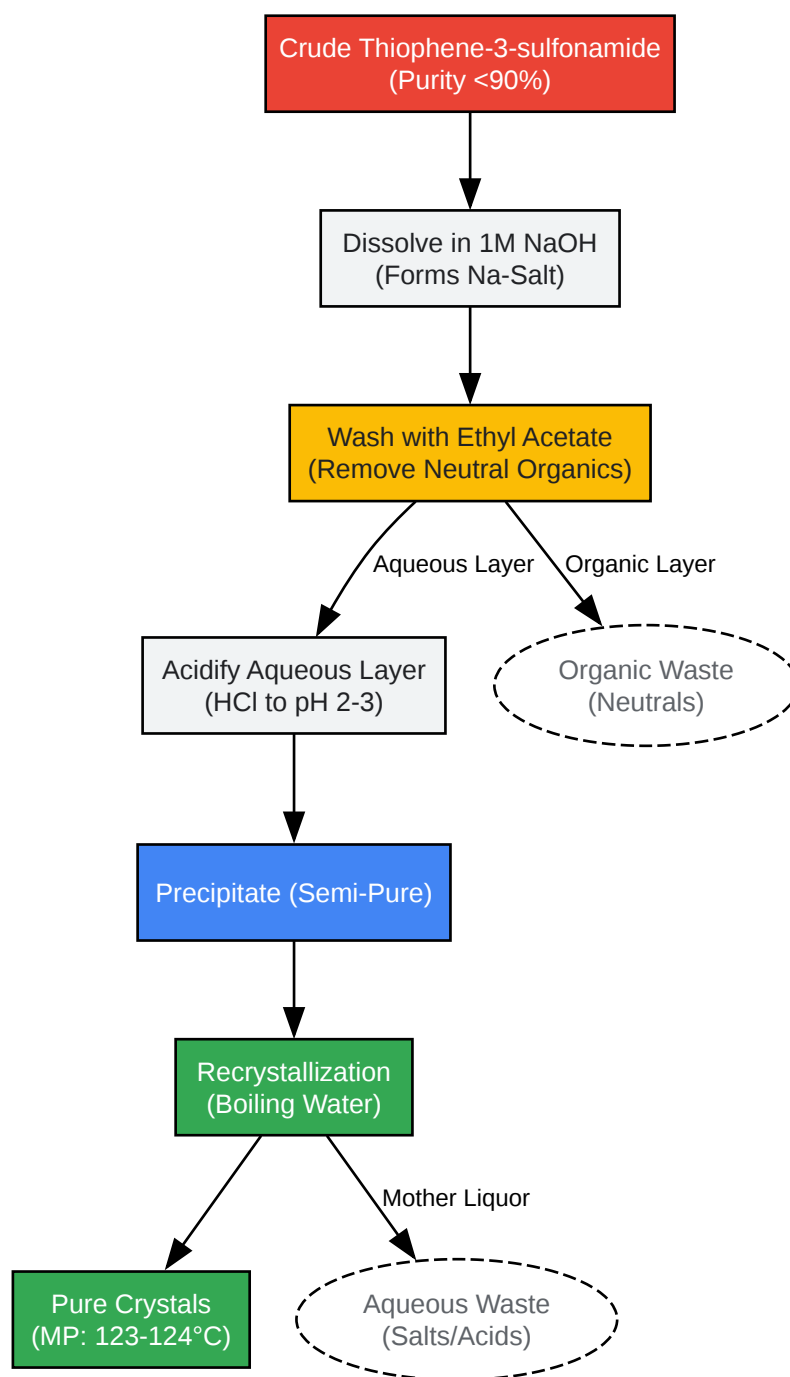 Crude Thiophene-3-sulfonamide
(Purity <90%)
Dissolve in 1M NaOH
(Forms Na-Salt)
Wash with Ethyl Acetate
(Remove Neutral Organics)
Aqueous Layer
Organic Layer
Acidify Aqueous Layer
(HCl to pH 2-3)
Organic Waste
(Neutrals)
Precipitate (Semi-Pure)
Recrystallization
(Boiling Water)
Mother Liquor
Pure Crystals
(MP: 123-124°C)
Aqueous Waste
(Salts/Acids)